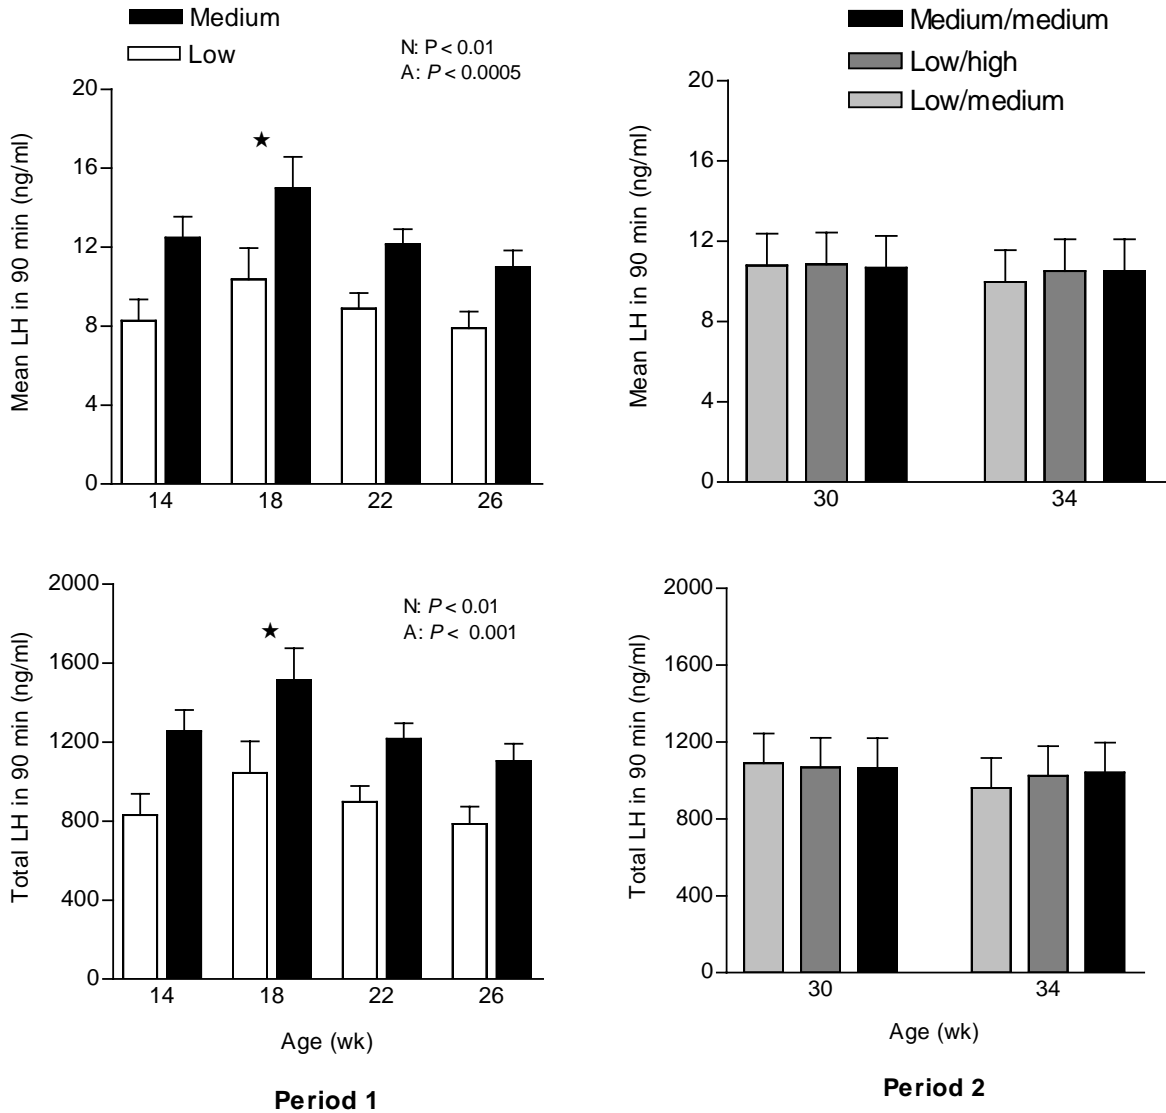 Medium
Low
N: P < 0.01
A: P < 0.0005
Mean LH in 90 min (ng/ml)
20
16
12
8
4
0
14 18 22 26
Medium/medium
Low/high
Low/medium
Mean LH in 90 min (ng/ml)
20
16
12
8
4
0
30 34
N: P < 0.01
A: P < 0.001
Total LH in 90 min (ng/ml)
2000
1600
1200
800
400
0
14 18 22 26
Age (wk)
Period 1
Total LH in 90 min (ng/ml)
2000
1600
1200
800
400
0
30 34
Age (wk)
Period 2